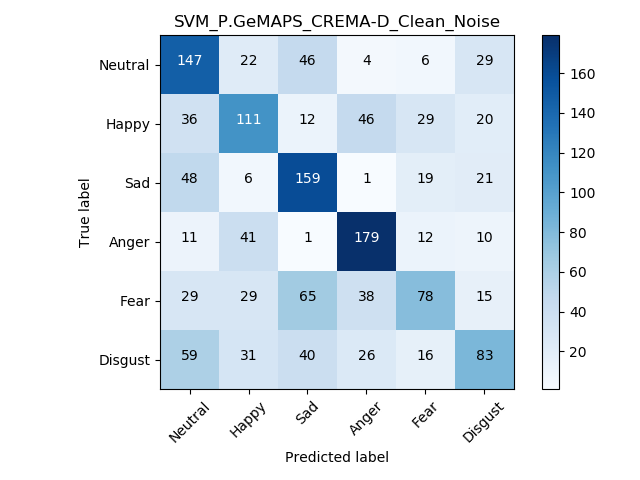 SVM_P.GeMAPS_CREMA-D_Clean_Noise
True label
Neutral 147 22 46 4 6 29
Happy 36 111 12 46 29 20
Sad 48 6 159 1 19 21
Anger 11 41 1 179 12 10
Fear 29 29 65 38 78 15
Disgust 59 31 40 26 16 83
Neutral Happy Sad Anger Fear Disgust
Predicted label
160
140
120
100
80
60
40
20